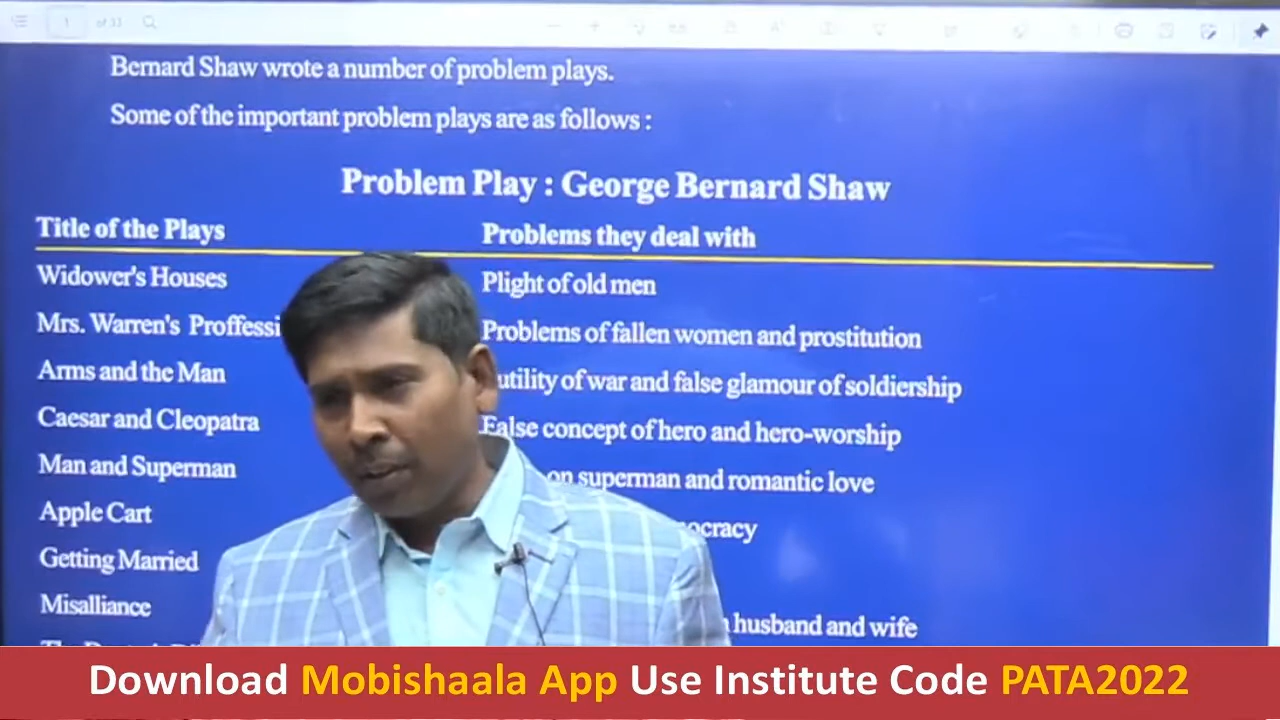 1 of 33
Bernard Shaw wrote a number of problem plays.
Some of the important problem plays are as follows :
Problem Play : George Bernard Shaw
Title of the Plays Problems they deal with
Widower's Houses Plight of old men
Mrs. Warren's Proffessi Problems of fallen women and prostitution
Arms and the Man utility of war and false glamour of soldiership
Caesar and Cleopatra False concept of hero and hero-worship
Man and Superman on superman and romantic love
Apple Cart ocracy
Getting Married
Misalliance husband and wife
Download Mobishaala App Use Institute Code PATA2022